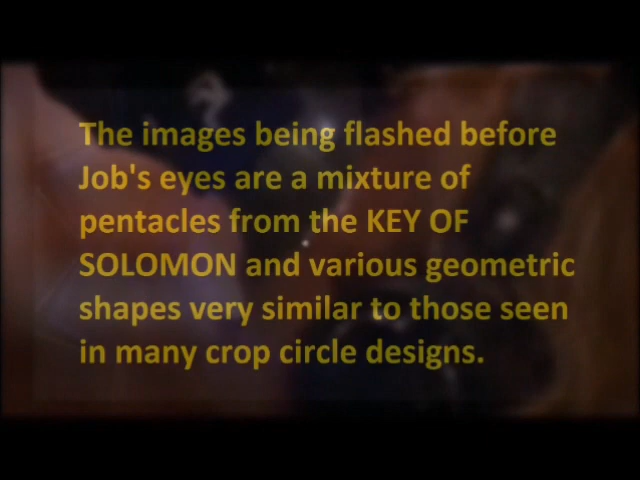 The images being flashed before
Job's eyes are a mixture of
pentacles from the KEY OF
SOLOMON and various geometric
shapes very similar to those seen
in many crop circle designs.